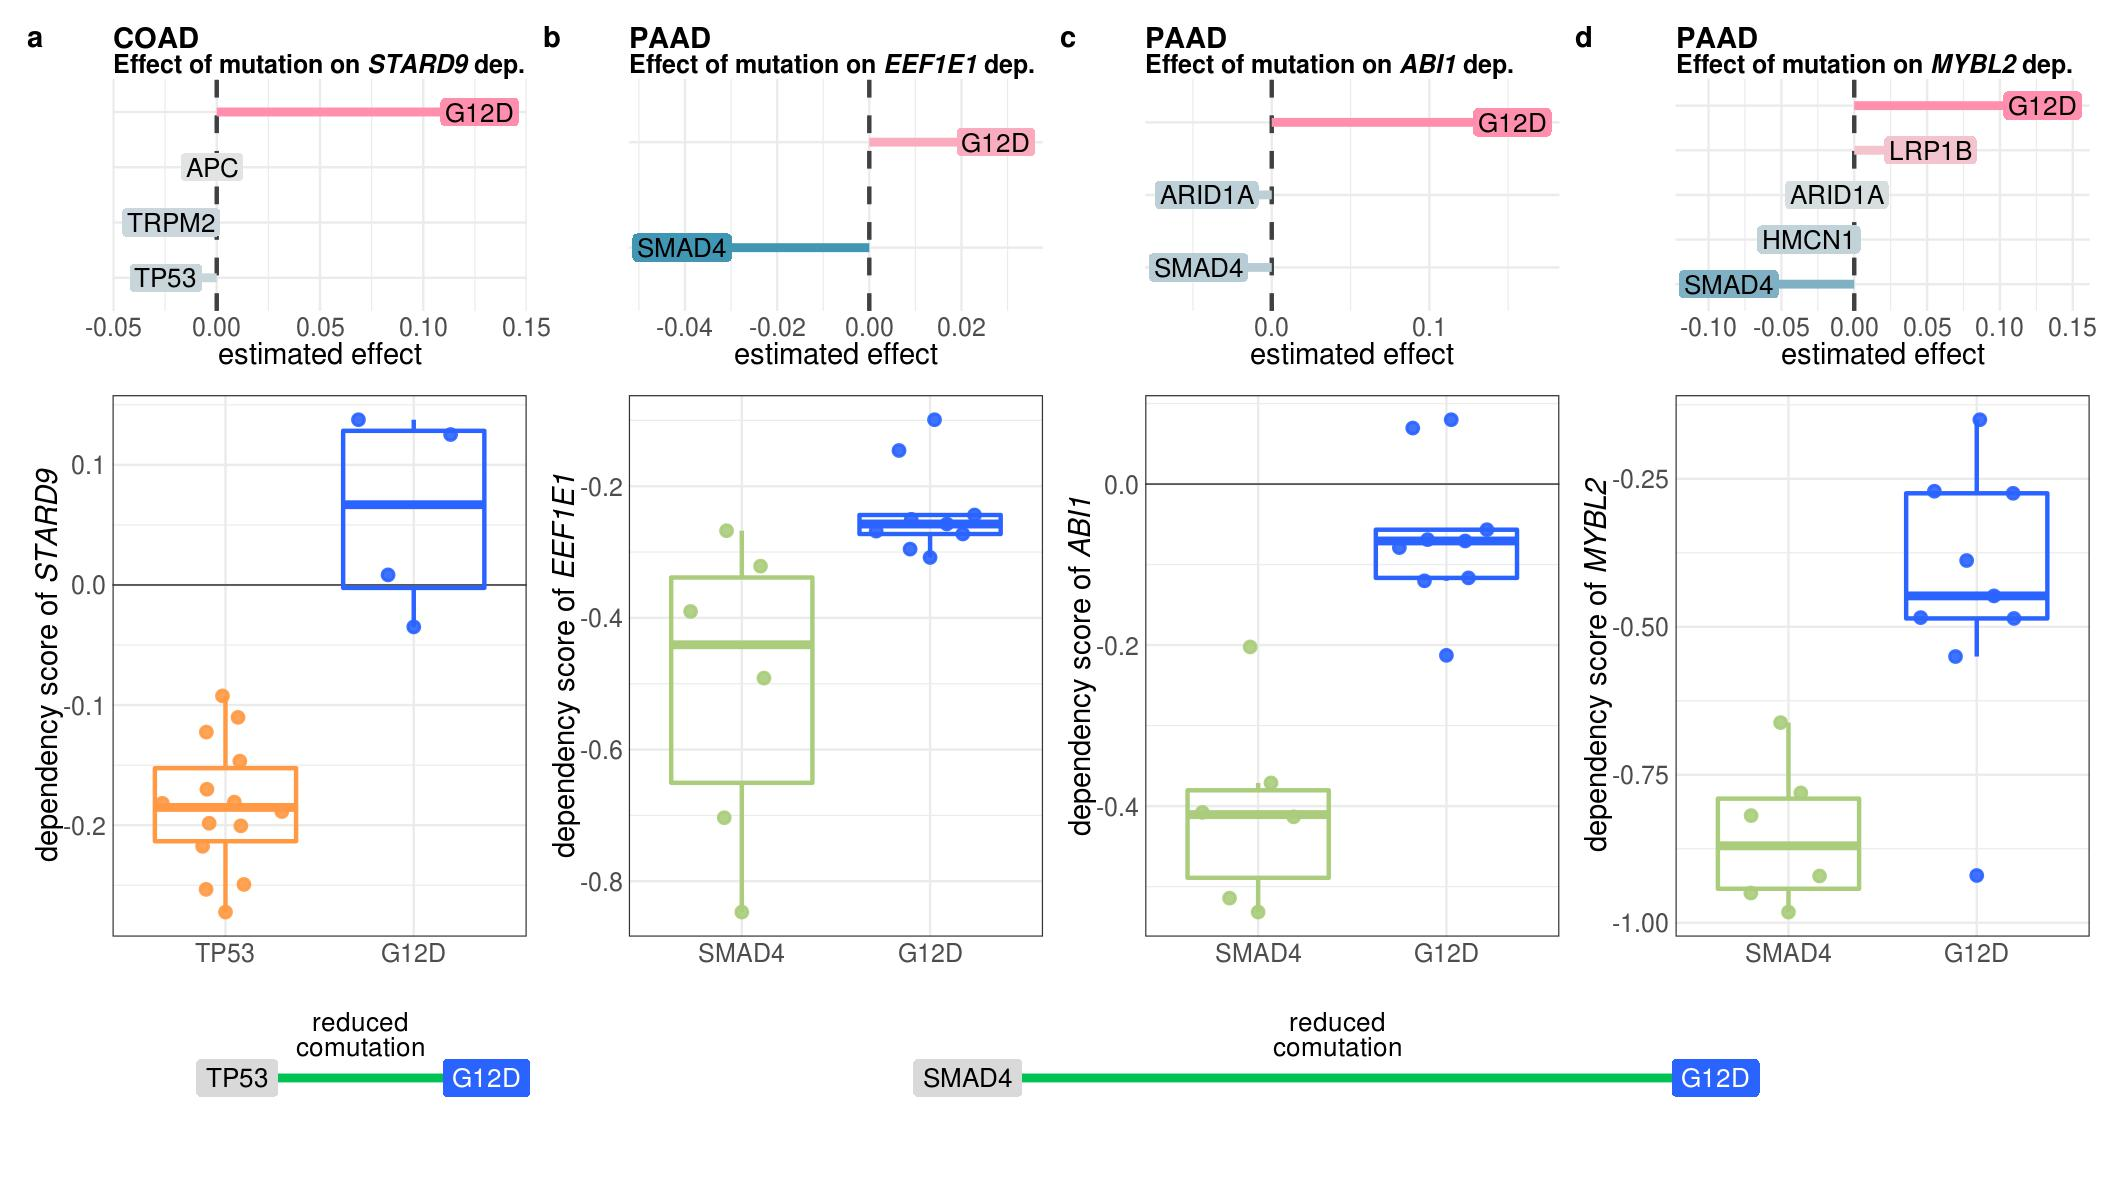 a
COAD
Effect of mutation on STARD9 dep.
G12D
APC
TRPM2
TP53
-0.05 0.00 0.05 0.10 0.15
estimated effect
dependency score of STARD9
0.1
0.0
-0.1
-0.2
TP53 G12D
b
PAAD
Effect of mutation on EEF1E1 dep.
G12D
SMAD4
-0.04 -0.02 0.00 0.02
estimated effect
dependency score of EEF1E1
-0.2
-0.4
-0.6
-0.8
SMAD4 G12D
c
PAAD
Effect of mutation on ABI1 dep.
G12D
ARID1A
SMAD4
0.0 0.1
estimated effect
dependency score of ABI1
0.0
-0.2
-0.4
SMAD4 G12D
d
PAAD
Effect of mutation on MYBL2 dep.
G12D
LRP1B
ARID1A
HMCN1
SMAD4
-0.10 -0.05 0.00 0.05 0.10 0.15
estimated effect
dependency score of MYBL2
-0.25
-0.50
-0.75
-1.00
SMAD4 G12D
reduced
comutation
TP53 G12D
reduced
comutation
SMAD4 G12D